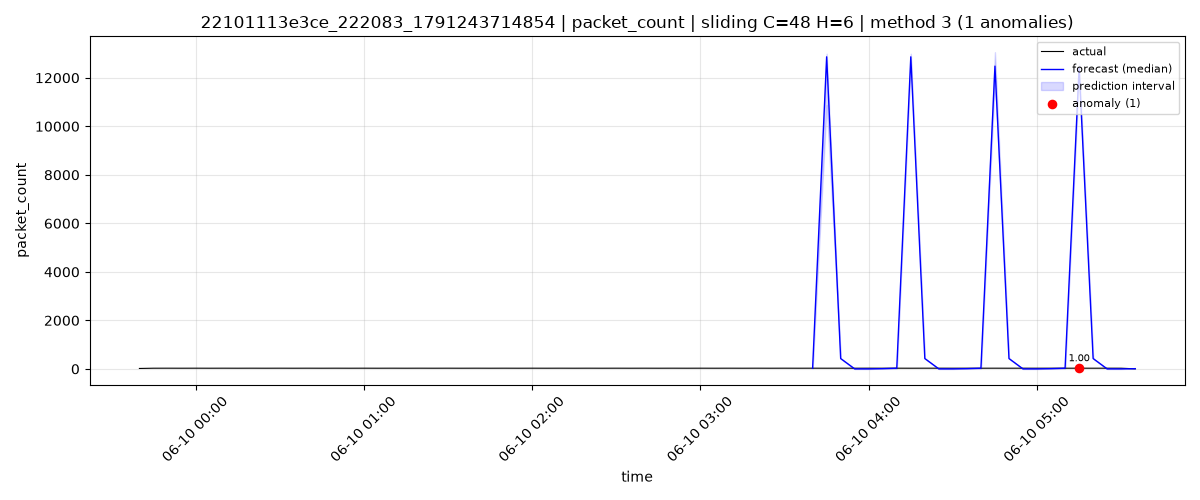 22101113e3ce_222083_1791243714854 | packet_count | sliding C=48 H=6 | method 3 (1 anomalies)
packet_count
12000
10000
8000
6000
4000
2000
0
actual
forecast (median)
prediction interval
anomaly (1)
1.00
06-10 00:00
06-10 01:00
06-10 02:00
06-10 03:00
06-10 04:00
06-10 05:00
time